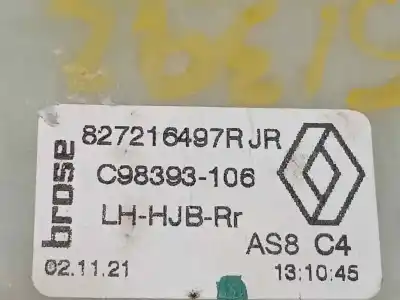 827216497R JR
brose
C98393-106
LH-HJB-Rr
AS8 C4
02.11.21
13:10:45